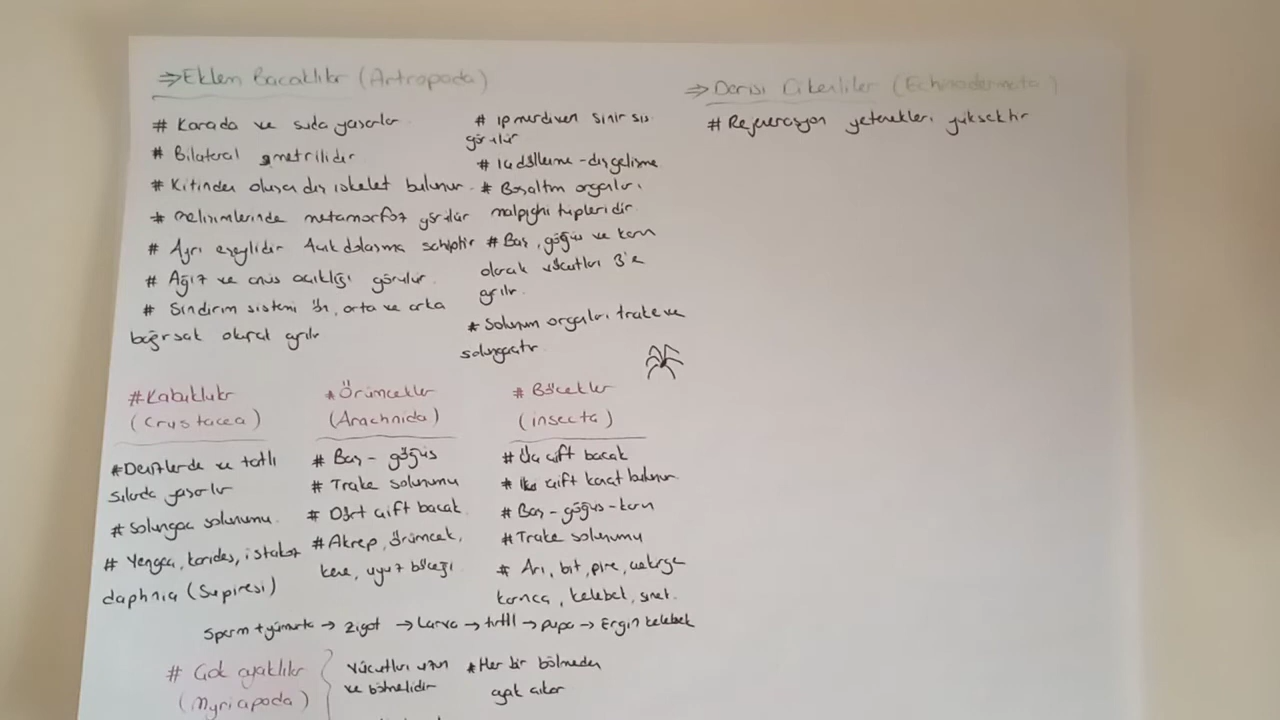 ⇒ Eklem Bacaklılar (Artropoda)
# Karada ve suda yaşarlar.
# Bilateral simetrilidir
# Kitinden oluşan dış iskelet bulunur.
# Gelişimlerinde metamorfoz görülür
# Ayrı eşeylidir Açık dolaşıma sahiptir
# Ağız ve anüs açıklığı görülür.
# Sindirim sistemi ön, orta ve arka
bağırsak olarak ayrılır
# ip merdiven sinir sis.
görülür
# iç döllenme - dış gelişme
# Boşaltım organları
malpighi tüpleridir.
# Baş, göğüs ve karın
olarak vücutları 3'e
ayrılır.
# Solunum organları trake ve
solungaçtır.
#Kabuklular
(Crustacea)
# Denizlerde ve tatlı
sularda yaşarlar
# Solungaç solunumu.
# Yengeç, karides, istakoz
daphnia (Su piresi)
# Örümcekler
(Arachnida)
# Baş - göğüs
# Trake solunumu
# Dört çift bacak
# Akrep, örümcek,
kene, uyuz böceği
# Böcekler
(insecta)
# Üç çift bacak
# İki çift kanat bulunur.
# Baş - göğüs - karın
# Trake solunumu
# Arı, bit, pire, çekirge
karınca, kelebek, sinek.
Sperm + yumurta → Zigot → Larva → tırtıl → pupa → Ergin kelebek
# Çok ayaklılar
(Myriapoda)
Vücutları uzun
ve bölmelidir
# Her bir bölmeden
ayak çıkar
⇒ Derisi Dikenliler (Echinodermata)
# Rejenerasyon yetenekleri yüksektir